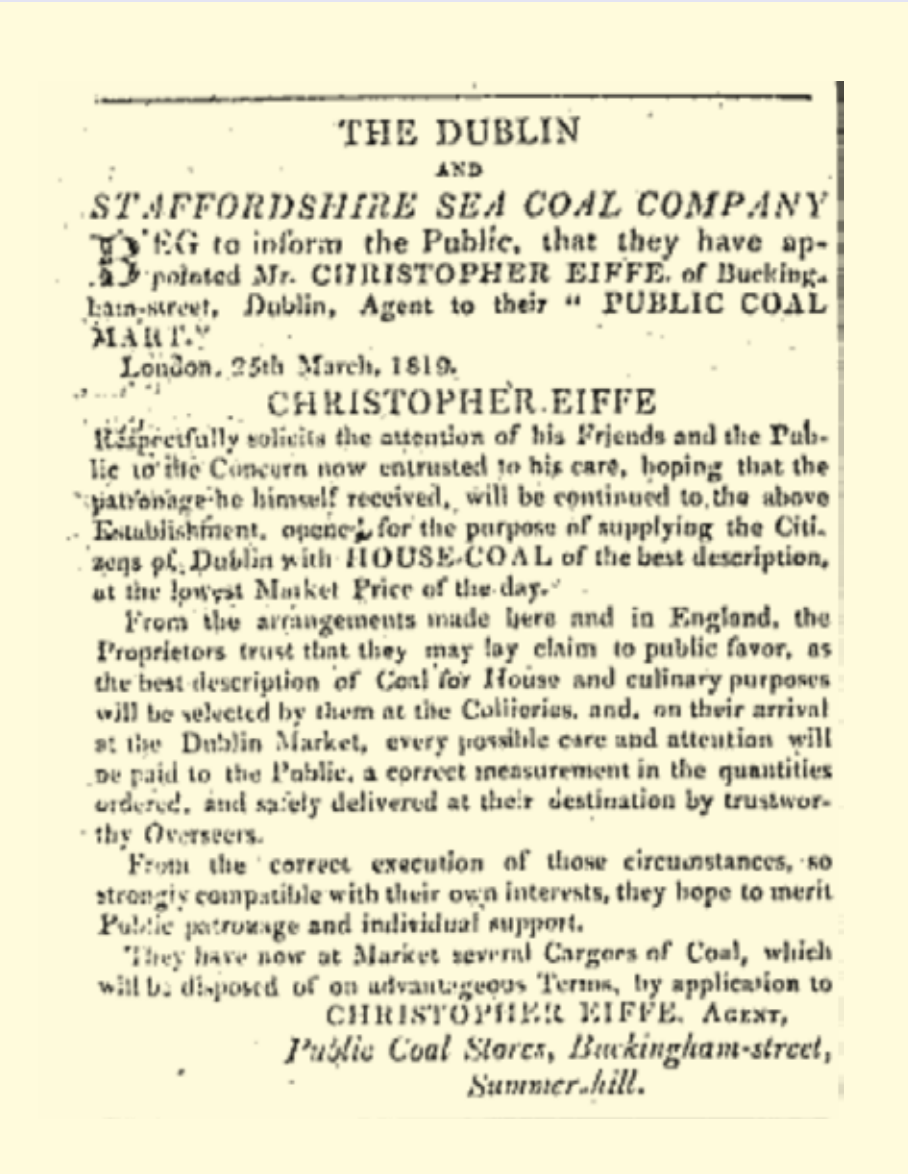 THE DUBLIN
AND
STAFFORDSHIRE SEA COAL COMPANY
BEG to inform the Public, that they have ap-
pointed Mr. CHRISTOPHER EIFFE, of Bucking-
ham-street, Dublin, Agent to their " PUBLIC COAL
MART."
London, 25th March, 1819.
CHRISTOPHER EIFFE
Respectfully solicits the attention of his Friends and the Pub-
lic to the Concern now entrusted to his care, hoping that the
patronage he himself received, will be continued to the above
Establishment, opened for the purpose of supplying the Citi-
zens of Dublin with HOUSE-COAL of the best description,
at the lowest Market Price of the day.
From the arrangements made here and in England, the
Proprietors trust that they may lay claim to public favor, as
the best description of Coal for House and culinary purposes
will be selected by them at the Collieries, and, on their arrival
at the Dublin Market, every possible care and attention will
be paid to the Public, a correct measurement in the quantities
ordered, and safely delivered at their destination by trustwor-
thy Overseers.
From the correct execution of those circumstances, so
strongly compatible with their own interests, they hope to merit
Public patronage and individual support.
They have now at Market several Cargoes of Coal, which
will be disposed of on advantageous Terms, by application to
CHRISTOPHER EIFFE, AGENT,
Public Coal Stores, Buckingham-street,
Summer-hill.